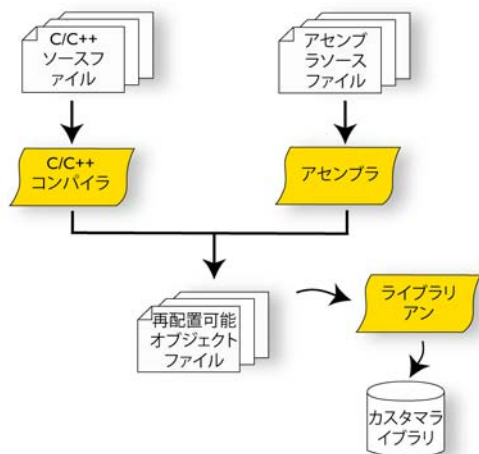 C/C++
ソースフ
ァイル
アセンブ
ラソース
ファイル
C/C++
コンパイラ
アセンブラ
再配置可能
オブジェクト
ファイル
ライブラリ
アン
カスタマラ
イブラリ